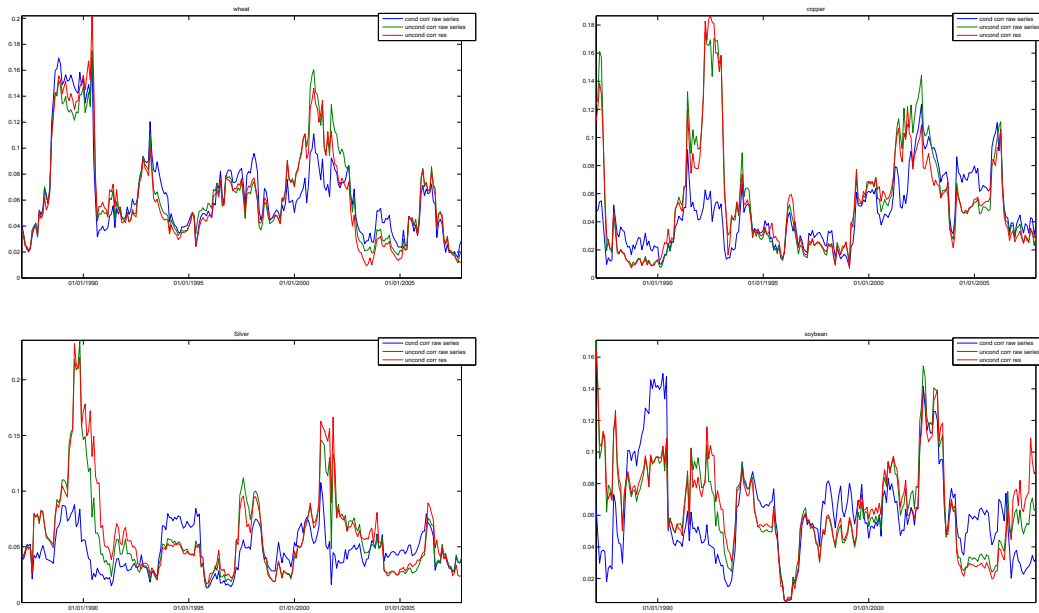 wheat
0.2
0.18
0.16
0.14
0.12
0.1
0.08
0.06
0.04
0.02
0
01/01/1990 01/01/1995 01/01/2000 01/01/2005
cond corr raw series
uncond corr raw series
uncond corr res
copper
0.18
0.16
0.14
0.12
0.1
0.08
0.06
0.04
0.02
0
01/01/1990 01/01/1995 01/01/2000 01/01/2005
cond corr raw series
uncond corr raw series
uncond corr res
Silver
0.2
0.15
0.1
0.05
0
01/01/1990 01/01/1995 01/01/2000 01/01/2005
cond corr raw series
uncond corr raw series
uncond corr res
soybean
0.16
0.14
0.12
0.1
0.08
0.06
0.04
0.02
01/01/1990 01/01/2000
cond corr raw series
uncond corr raw series
uncond corr res